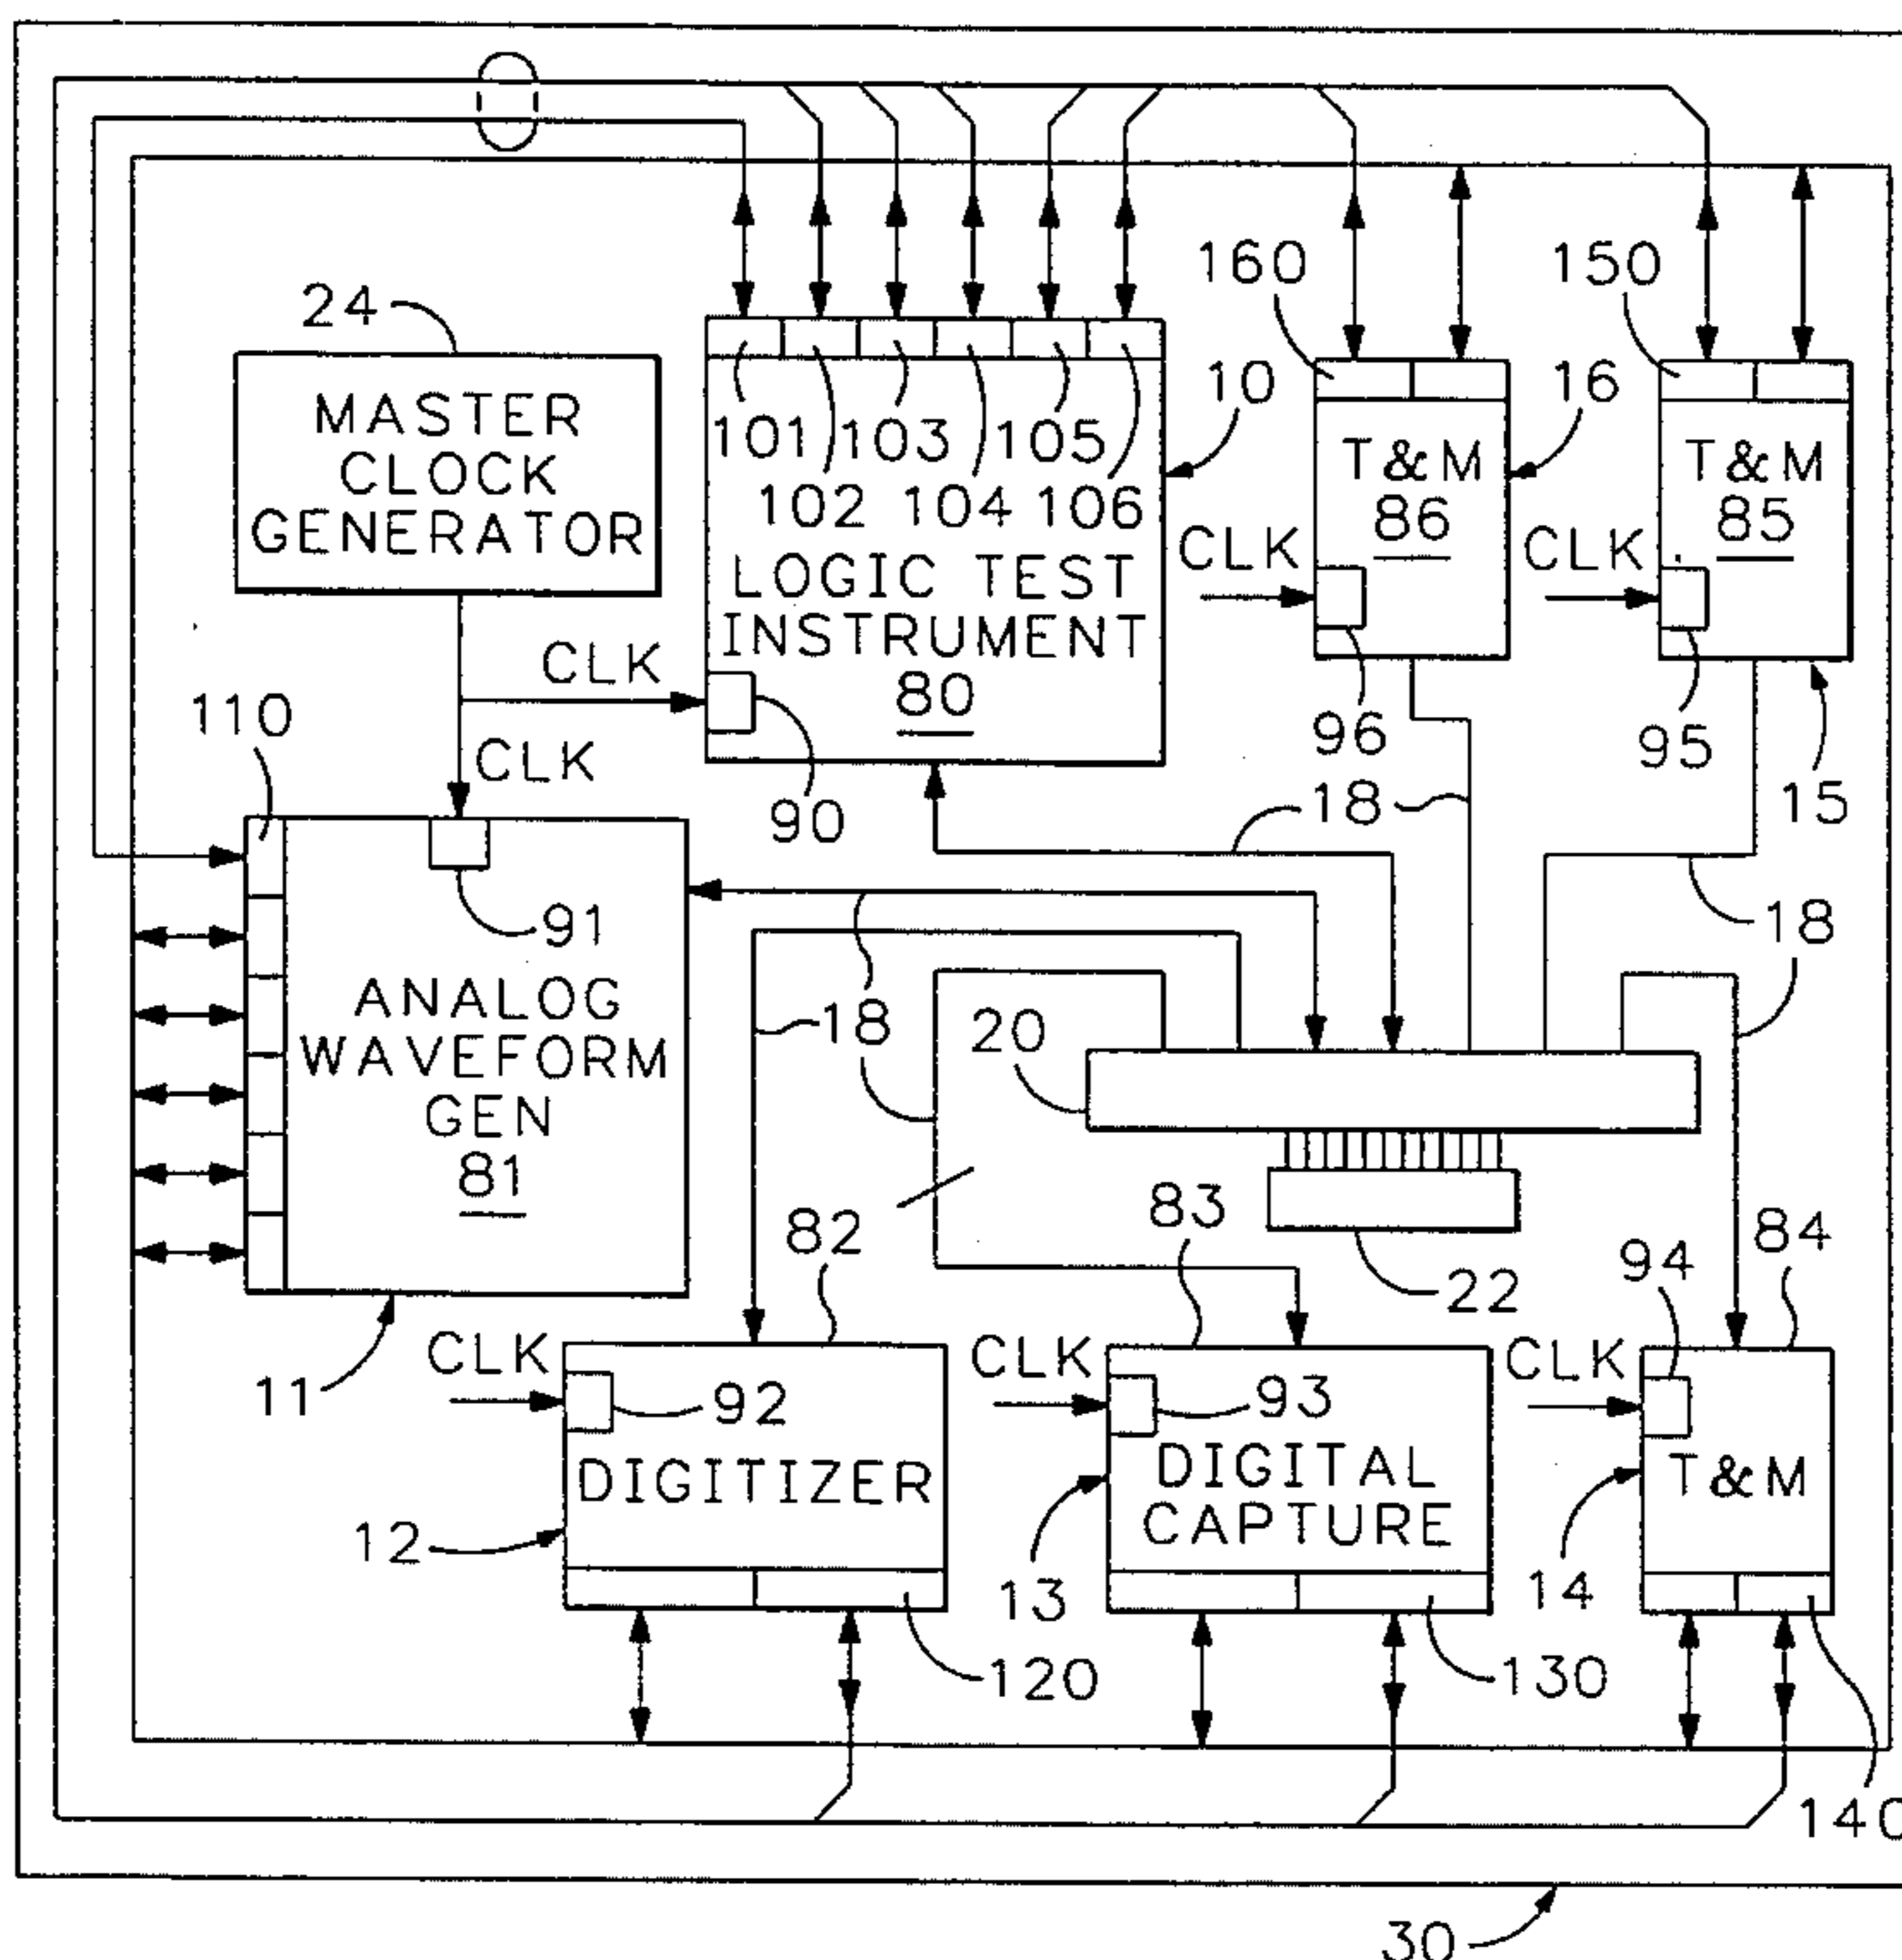 24
MASTER
CLOCK
GENERATOR
160
150
101 103 105
102 104 106
10
16
T&M
86
T&M
85
CLK
CLK
LOGIC TEST
INSTRUMENT
80
CLK
110
CLK
90
96
95
18
15
91
18
ANALOG
WAVEFORM
GEN
81
18
20
82
83
94
84
22
11
CLK
92
DIGITIZER
12
CLK
93
DIGITAL
CAPTURE
13
CLK
T&M
14
120
130
140
30